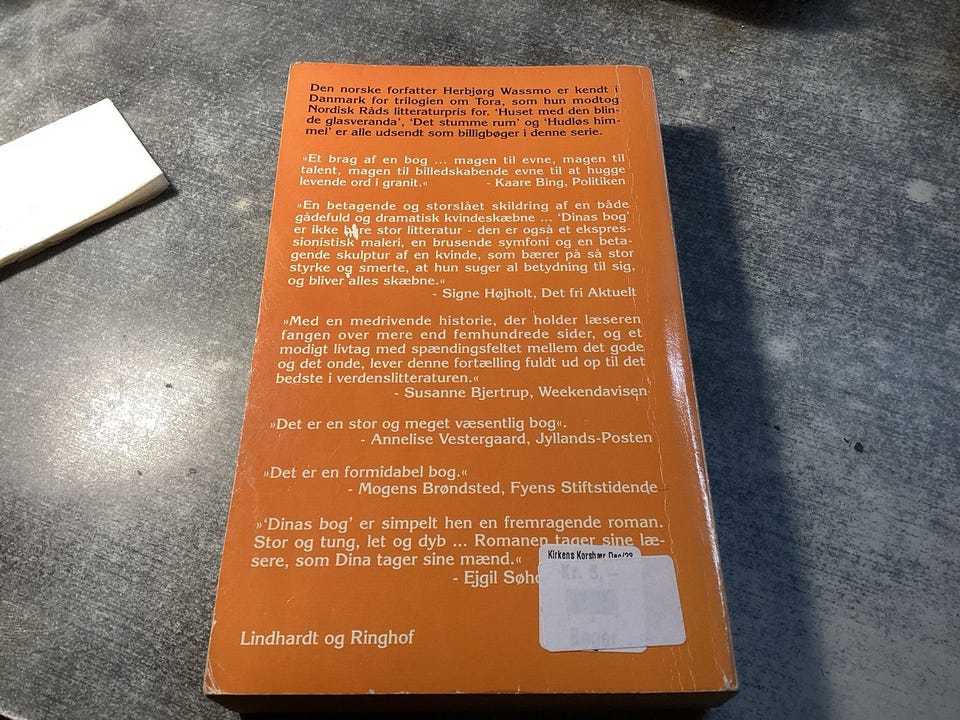 Den norske forfatter Herbjørg Wassmo er kendt i
Danmark for trilogien om Tora, som hun modtog
Nordisk Råds litteraturpris for. 'Huset med den blin-
de glasveranda', 'Det stumme rum' og 'Hudløs him-
mel' er alle udsendt som billigbøger i denne serie.
»Et brag af en bog ... magen til evne, magen til
talent, magen til billedskabende evne til at hugge
levende ord i granit.« - Kaare Bing, Politiken
»En betagende og storslået skildring af en både
gådefuld og dramatisk kvindeskæbne ... 'Dinas bog'
er ikke bare stor litteratur - den er også et ekspres-
sionistisk maleri, en brusende symfoni og en beta-
gende skulptur af en kvinde, som bærer på så stor
styrke og smerte, at hun suger al betydning til sig,
og bliver alles skæbne.«
- Signe Højholt, Det fri Aktuelt
»Med en medrivende historie, der holder læseren
fangen over mere end femhundrede sider, og et
modigt livtag med spændingsfeltet mellem det gode
og det onde, lever denne fortælling fuldt ud op til det
bedste i verdenslitteraturen.«
- Susanne Bjertrup, Weekendavisen
»Det er en stor og meget væsentlig bog«.
- Annelise Vestergaard, Jyllands-Posten
»Det er en formidabel bog.«
- Mogens Brøndsted, Fyens Stiftstidende
»'Dinas bog' er simpelt hen en fremragende roman.
Stor og tung, let og dyb ... Romanen tager sine læ-
sere, som Dina tager sine mænd.«
- Ejgil
Kirkens Korshær
Kr. 5,-
Bøger
Lindhardt og Ringhof